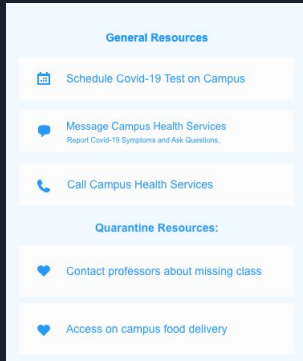 General Resources
Schedule Covid-19 Test on Campus
Message Campus Health Services
Report Covid-19 Symptoms and Ask Questions,
Call Campus Health Services
Quarantine Resources:
Contact professors about missing class
Access on campus food delivery